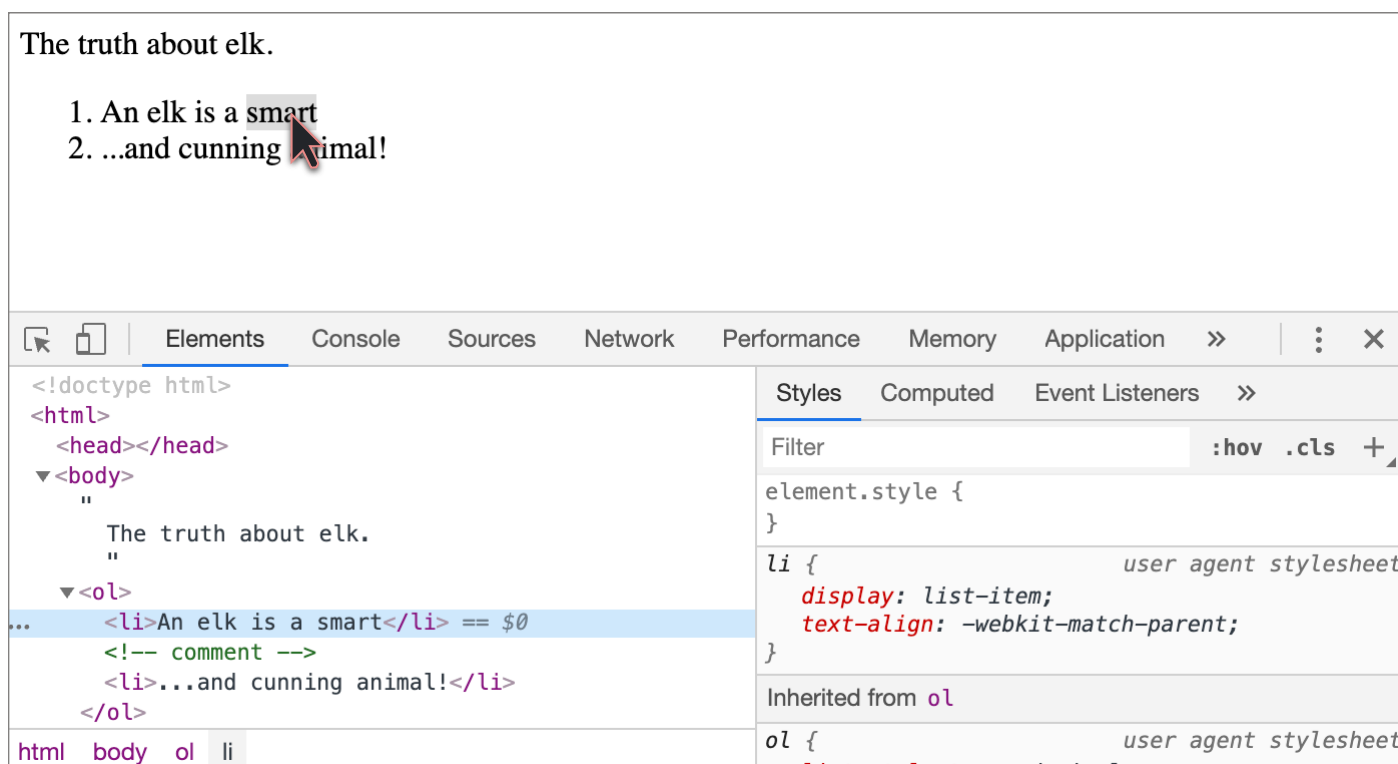 The truth about elk.
1. An elk is a smart
2. ...and cunning animal!
Elements Console Sources Network Performance Memory Application »
<!doctype html>
<html>
<head></head>
▼<body>
"
The truth about elk.
"
▼<ol>
... <li>An elk is a smart</li> == $0
<!-- comment -->
<li>...and cunning animal!</li>
</ol>
html body ol li
Styles Computed Event Listeners »
Filter :hov .cls +
element.style {
}
li { user agent stylesheet
display: list-item;
text-align: -webkit-match-parent;
}
Inherited from ol
ol { user agent stylesheet